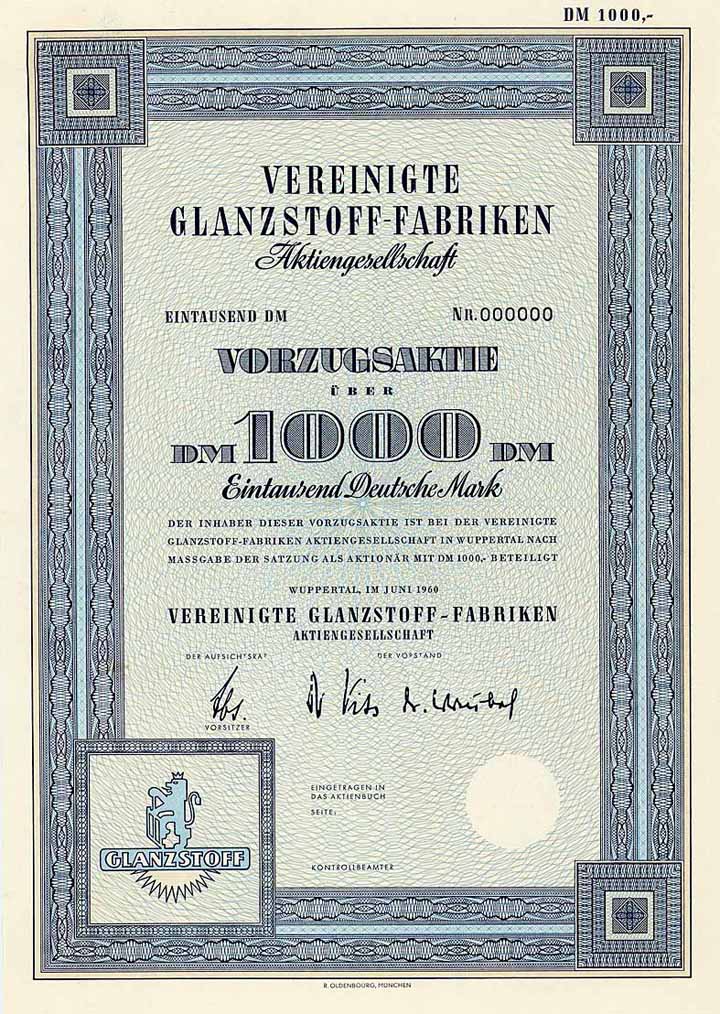 DM 1000,-
VEREINIGTE
GLANZSTOFF-FABRIKEN
Aktiengesellschaft
EINTAUSEND DM NR.000000
VORZUGSAKTIE
ÜBER
DM 1000 DM
Eintausend Deutsche Mark
DER INHABER DIESER VORZUGSAKTIE IST BEI DER VEREINIGTE
GLANZSTOFF-FABRIKEN AKTIENGESELLSCHAFT IN WUPPERTAL NACH
MASSGABE DER SATZUNG ALS AKTIONÄR MIT DM 1000,- BETEILIGT
WUPPERTAL, IM JUNI 1960
VEREINIGTE GLANZSTOFF-FABRIKEN
AKTIENGESELLSCHAFT
DER AUFSICHTSRAT DER VORSTAND
VORSITZER
EINGETRAGEN IN
DAS AKTIENBUCH
SEITE:
GLANZSTOFF
KONTROLLBEAMTER
R. OLDENBOURG, MÜNCHEN